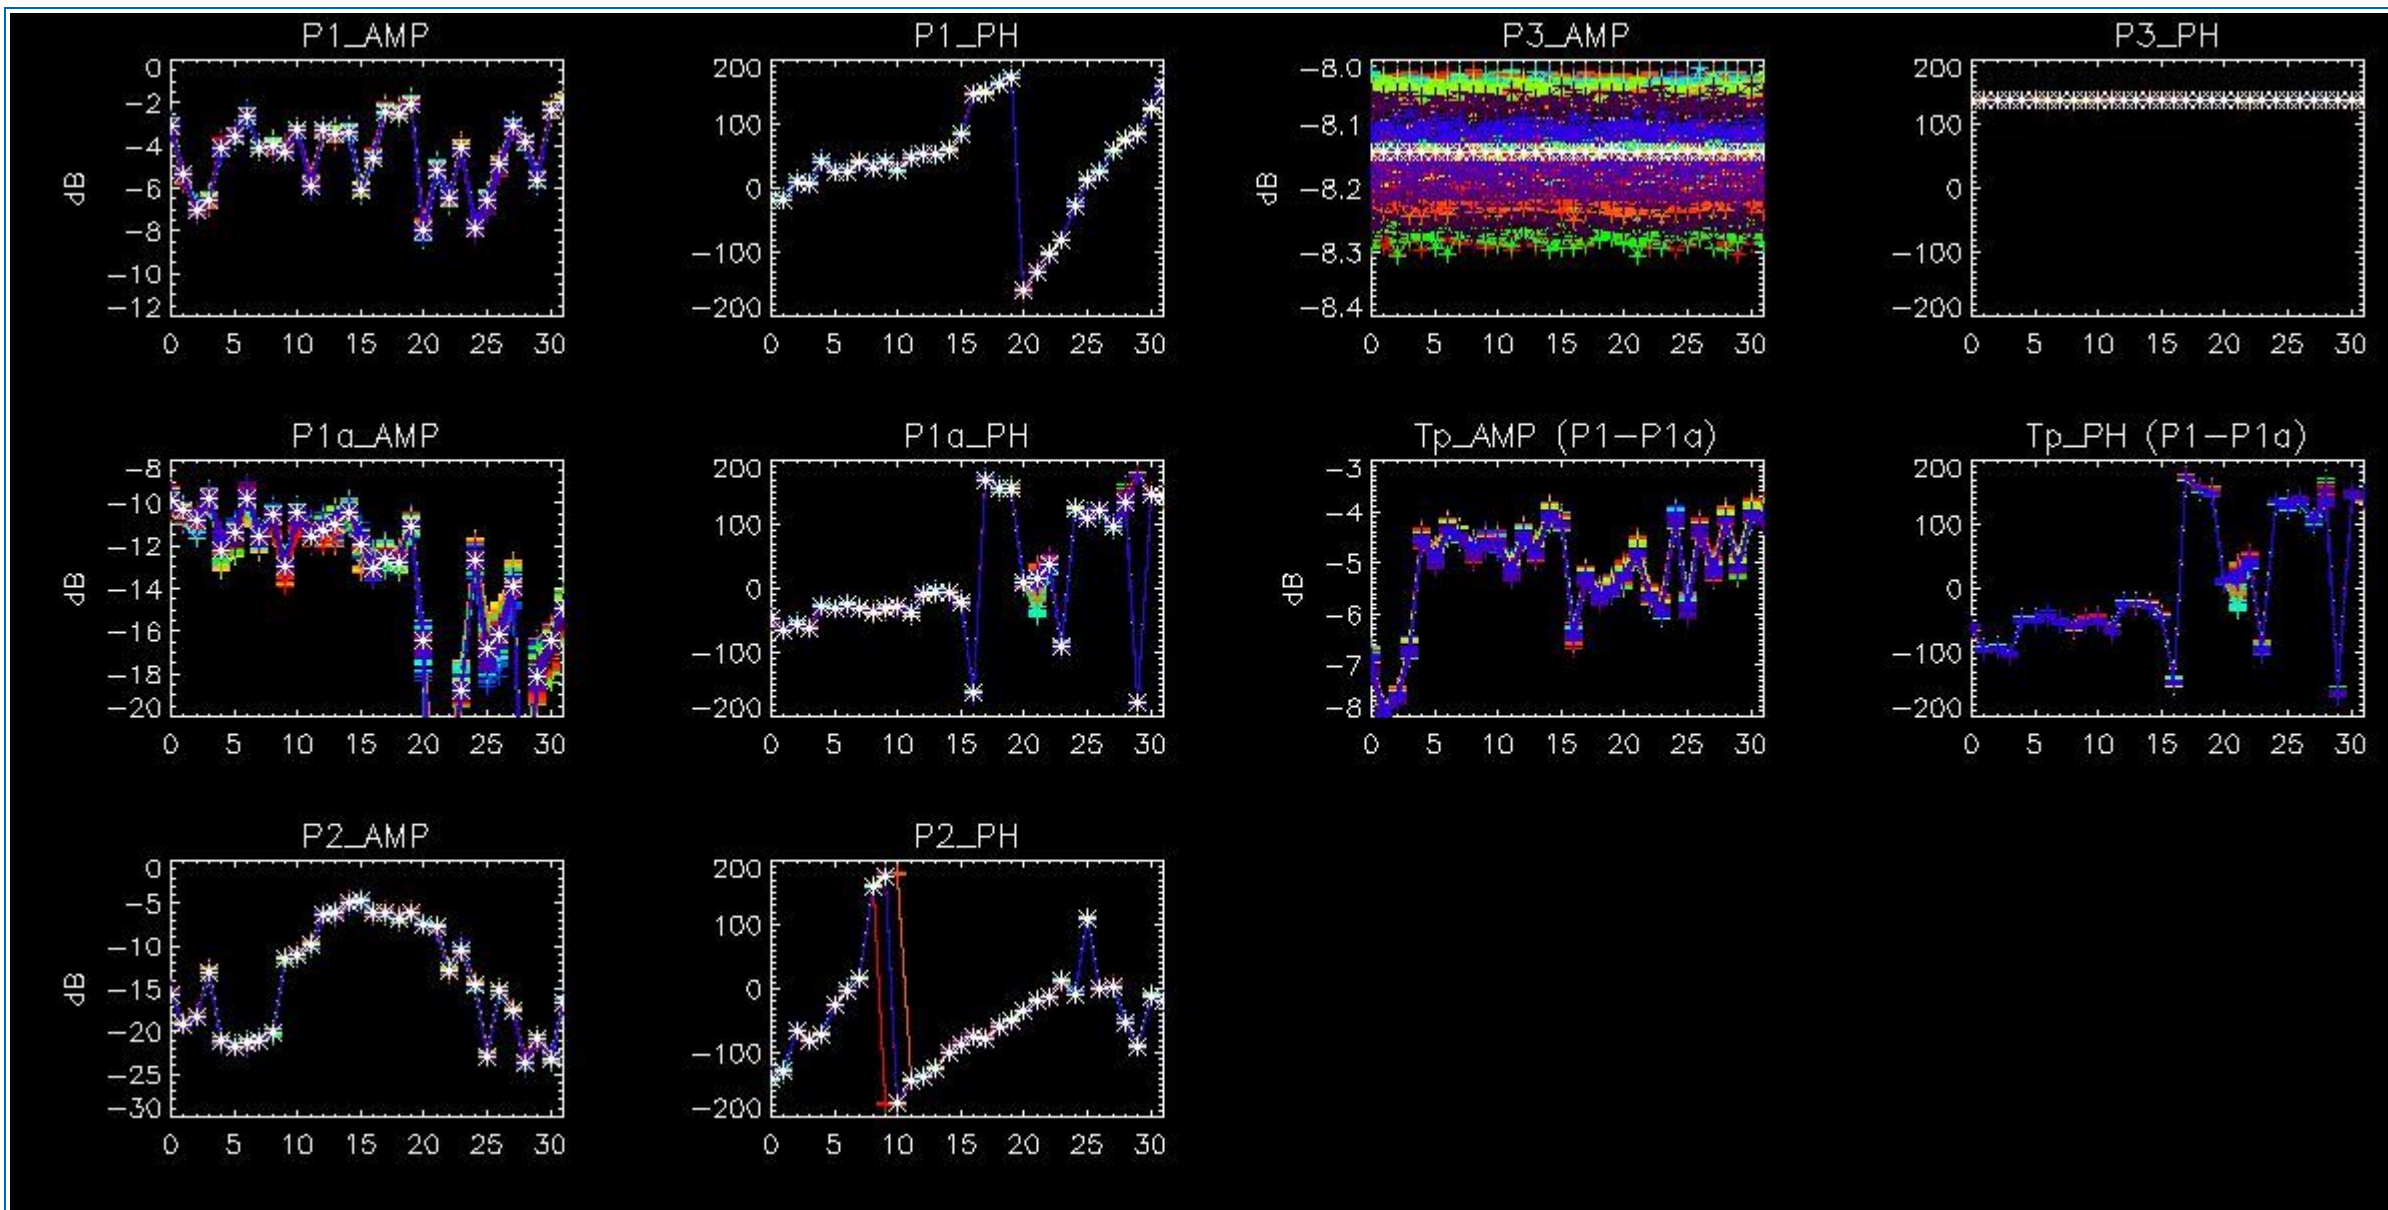 P1_AMP
0
−2
−4
−6
−8
−10
−12
dB
0 5 10 15 20 25 30
P1_PH
200
100
0
−100
−200
0 5 10 15 20 25 30
P3_AMP
−8.0
−8.1
−8.2
−8.3
−8.4
dB
0 5 10 15 20 25 30
P3_PH
200
100
0
−100
−200
0 5 10 15 20 25 30
P1a_AMP
−8
−10
−12
−14
−16
−18
−20
dB
0 5 10 15 20 25 30
P1a_PH
200
100
0
−100
−200
0 5 10 15 20 25 30
Tp_AMP (P1−P1a)
−3
−4
−5
−6
−7
−8
dB
0 5 10 15 20 25 30
Tp_PH (P1−P1a)
200
100
0
−100
−200
0 5 10 15 20 25 30
P2_AMP
0
−5
−10
−15
−20
−25
−30
dB
0 5 10 15 20 25 30
P2_PH
200
100
0
−100
−200
0 5 10 15 20 25 30